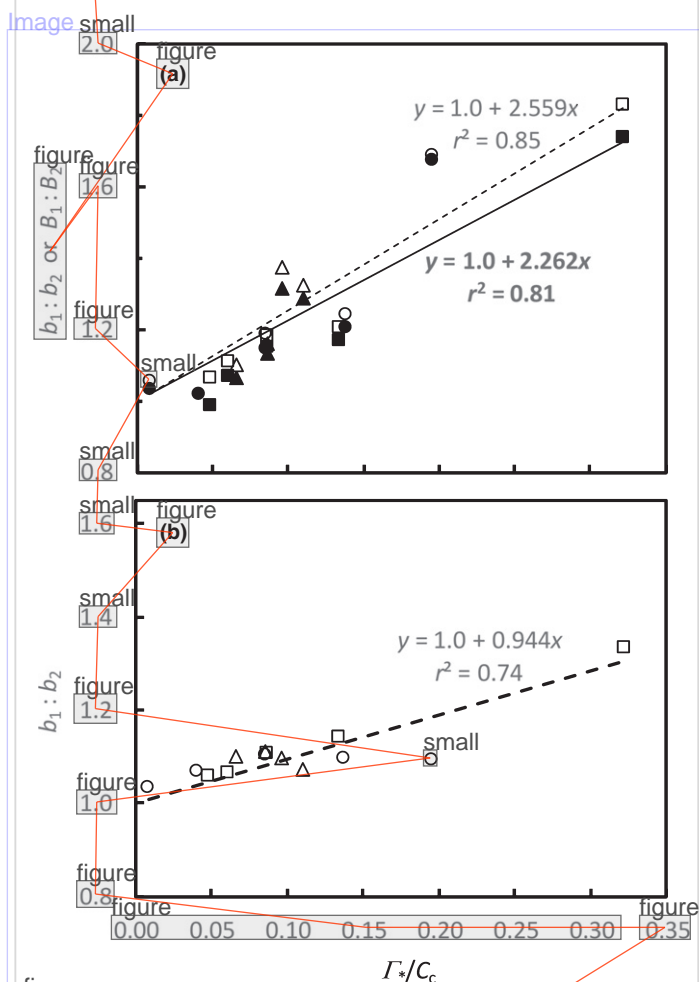 Image
small
2.0
figure
(a)
y = 1.0 + 2.559x
r² = 0.85
figure
b₁ : b₂ or B₁ : B₂
figure
1.6
y = 1.0 + 2.262x
r² = 0.81
figure
1.2
small
small
0.8
small
1.6
figure
(b)
small
1.4
y = 1.0 + 0.944x
r² = 0.74
b₁ : b₂
figure
1.2
small
figure
1.0
figure
0.8
figure
figure
0.00 0.05 0.10 0.15 0.20 0.25 0.30 0.35
Γ*/Cc